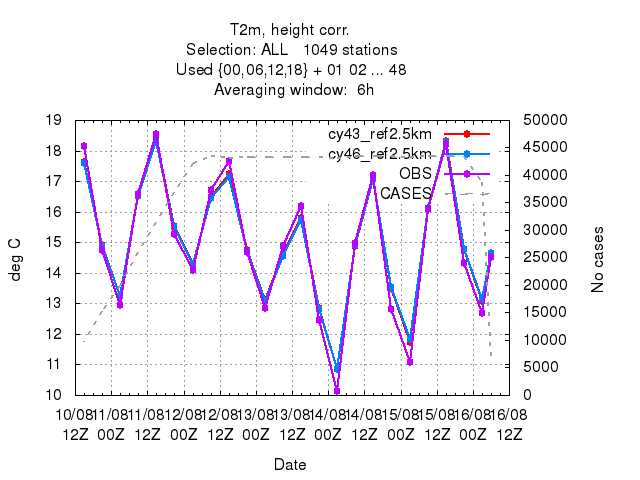 T2m, height corr.
Selection: ALL 1049 stations
Used {00,06,12,18} + 01 02 ... 48
Averaging window: 6h
cy43_ref2.5km
cy46_ref2.5km
OBS
CASES
19
18
17
16
15
14
13
12
11
10
deg C
50000
45000
40000
35000
30000
25000
20000
15000
10000
5000
0
No cases
10/08 11/08 11/08 12/08 12/08 13/08 13/08 14/08 14/08 15/08 15/08 16/08 16/08
12Z 00Z 12Z 00Z 12Z 00Z 12Z 00Z 12Z 00Z 12Z 00Z 12Z
Date